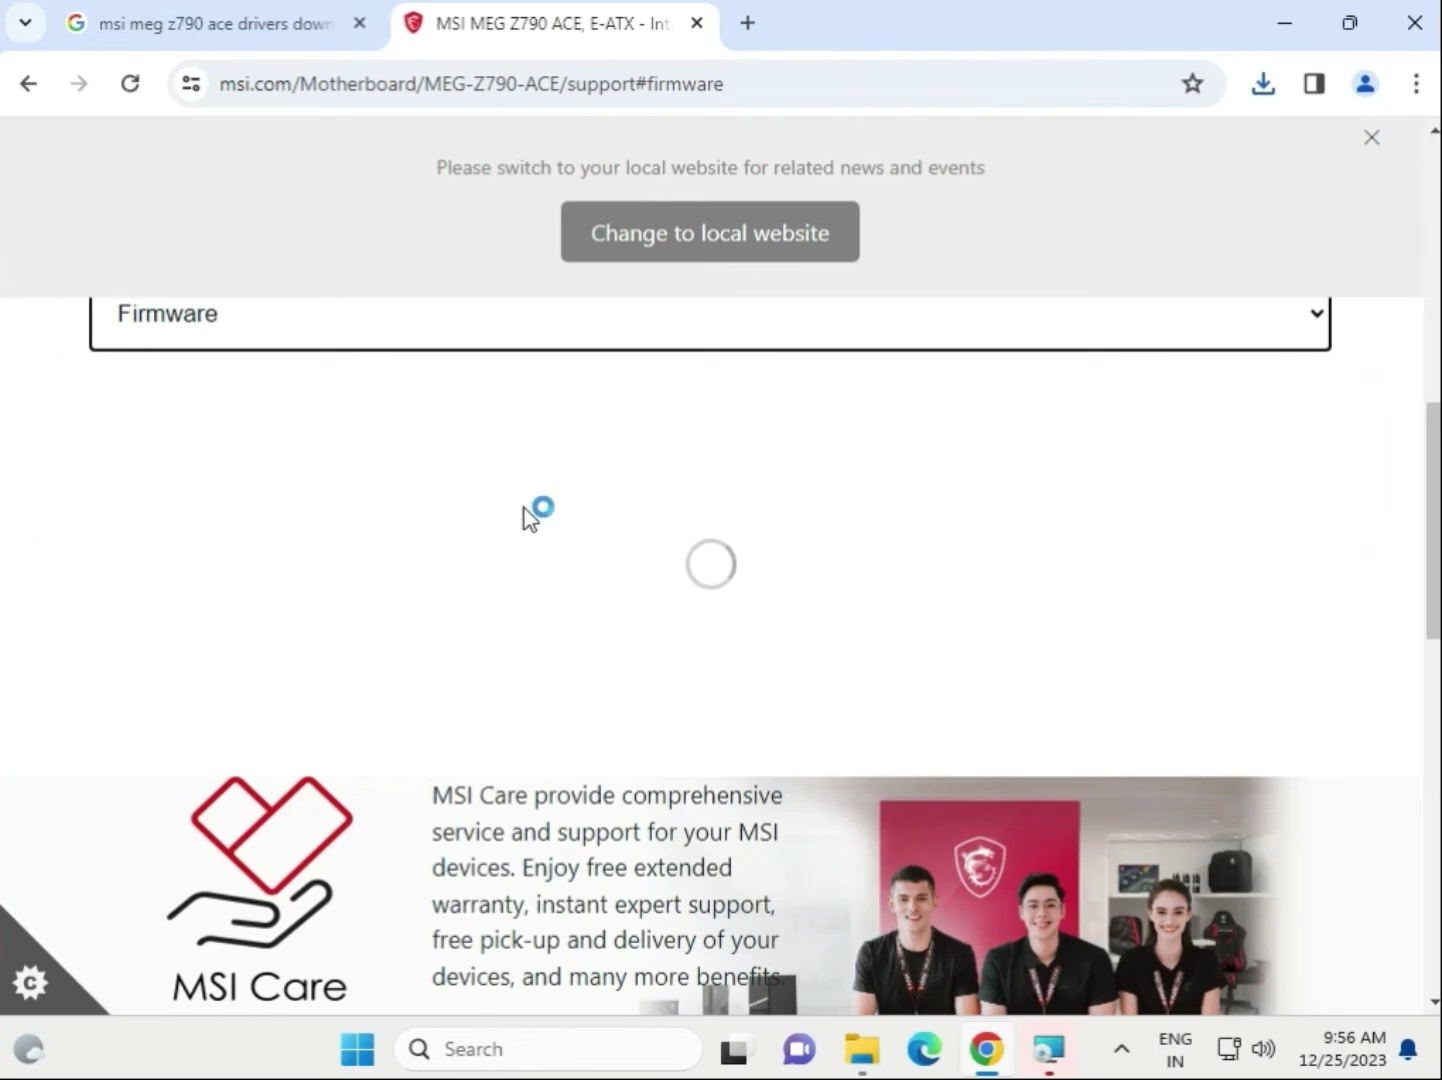 msi meg z790 ace drivers down
MSI MEG Z790 ACE, E-ATX - Int
msi.com/Motherboard/MEG-Z790-ACE/support#firmware
Please switch to your local website for related news and events
Change to local website
Firmware
MSI Care provide comprehensive
service and support for your MSI
devices. Enjoy free extended
warranty, instant expert support,
free pick-up and delivery of your
devices, and many more benefits.
MSI Care
Search
ENG
IN
9:56 AM
12/25/2023